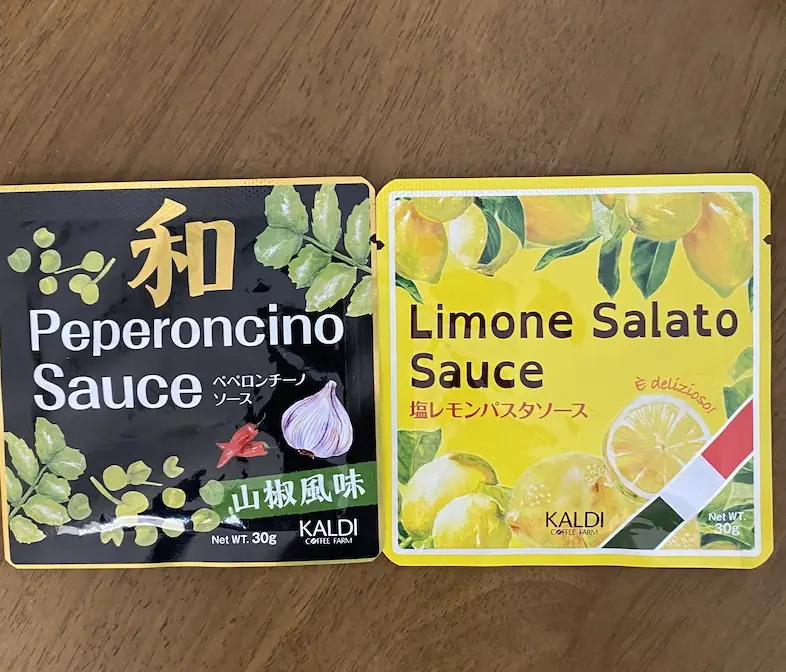 和
Peperoncino
Sauce
ペペロンチーノ
ソース
山椒風味
Net WT. 30g
KALDI
COFFEE FARM
Limone Salato
Sauce
È delizioso!
塩レモンパスタソース
KALDI
COFFEE FARM
Net WT.
30g